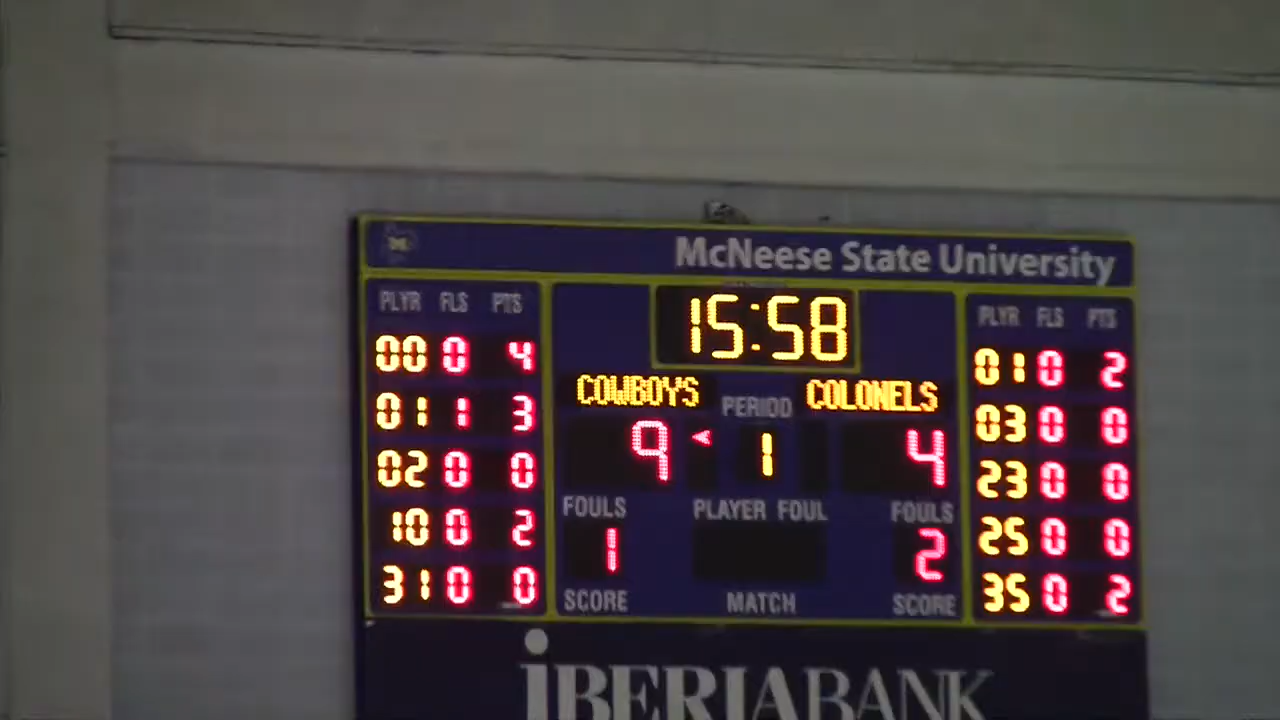 McNeese State University
PLYR FLS PTS
00 0 4
01 1 3
02 0 0
10 0 2
31 0 0
15:58
COWBOYS PERIOD COLONELS
9 1 4
FOULS PLAYER FOUL FOULS
1 2
SCORE MATCH SCORE
PLYR FLS PTS
01 0 2
03 0 0
23 0 0
25 0 0
35 0 2
iBERIABANK